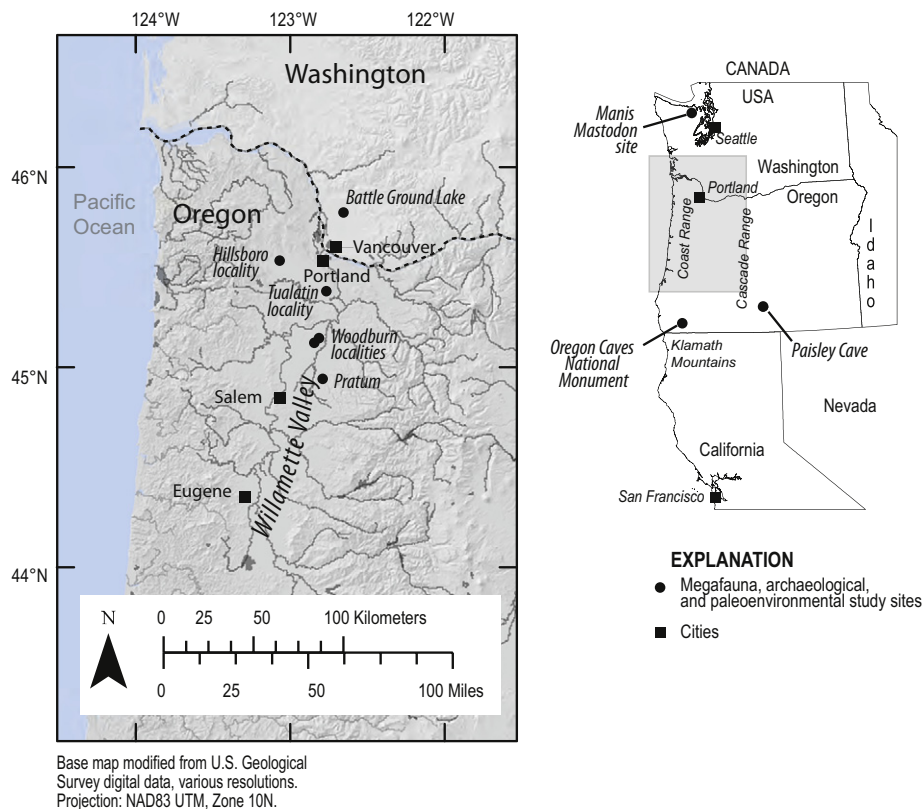 124°W
123°W
122°W
Washington
46°N
Pacific
Ocean
Oregon
Battle Ground Lake
Vancouver
Hillsboro
locality
Portland
Tualatin
locality
Woodburn
localities
45°N
Pratum
Salem
Willamette Valley
Eugene
44°N
N
0 25 50 100 Kilometers
0 25 50 100 Miles
Base map modified from U.S. Geological
Survey digital data, various resolutions.
Projection: NAD83 UTM, Zone 10N.
CANADA
USA
Manis
Mastodon
site
Seattle
Washington
Portland
Oregon
Coast Range
Cascade Range
Idaho
Oregon Caves
National
Monument
Klamath
Mountains
Paisley Cave
Nevada
California
San Francisco
EXPLANATION
Megafauna, archaeological,
and paleoenvironmental study sites
Cities